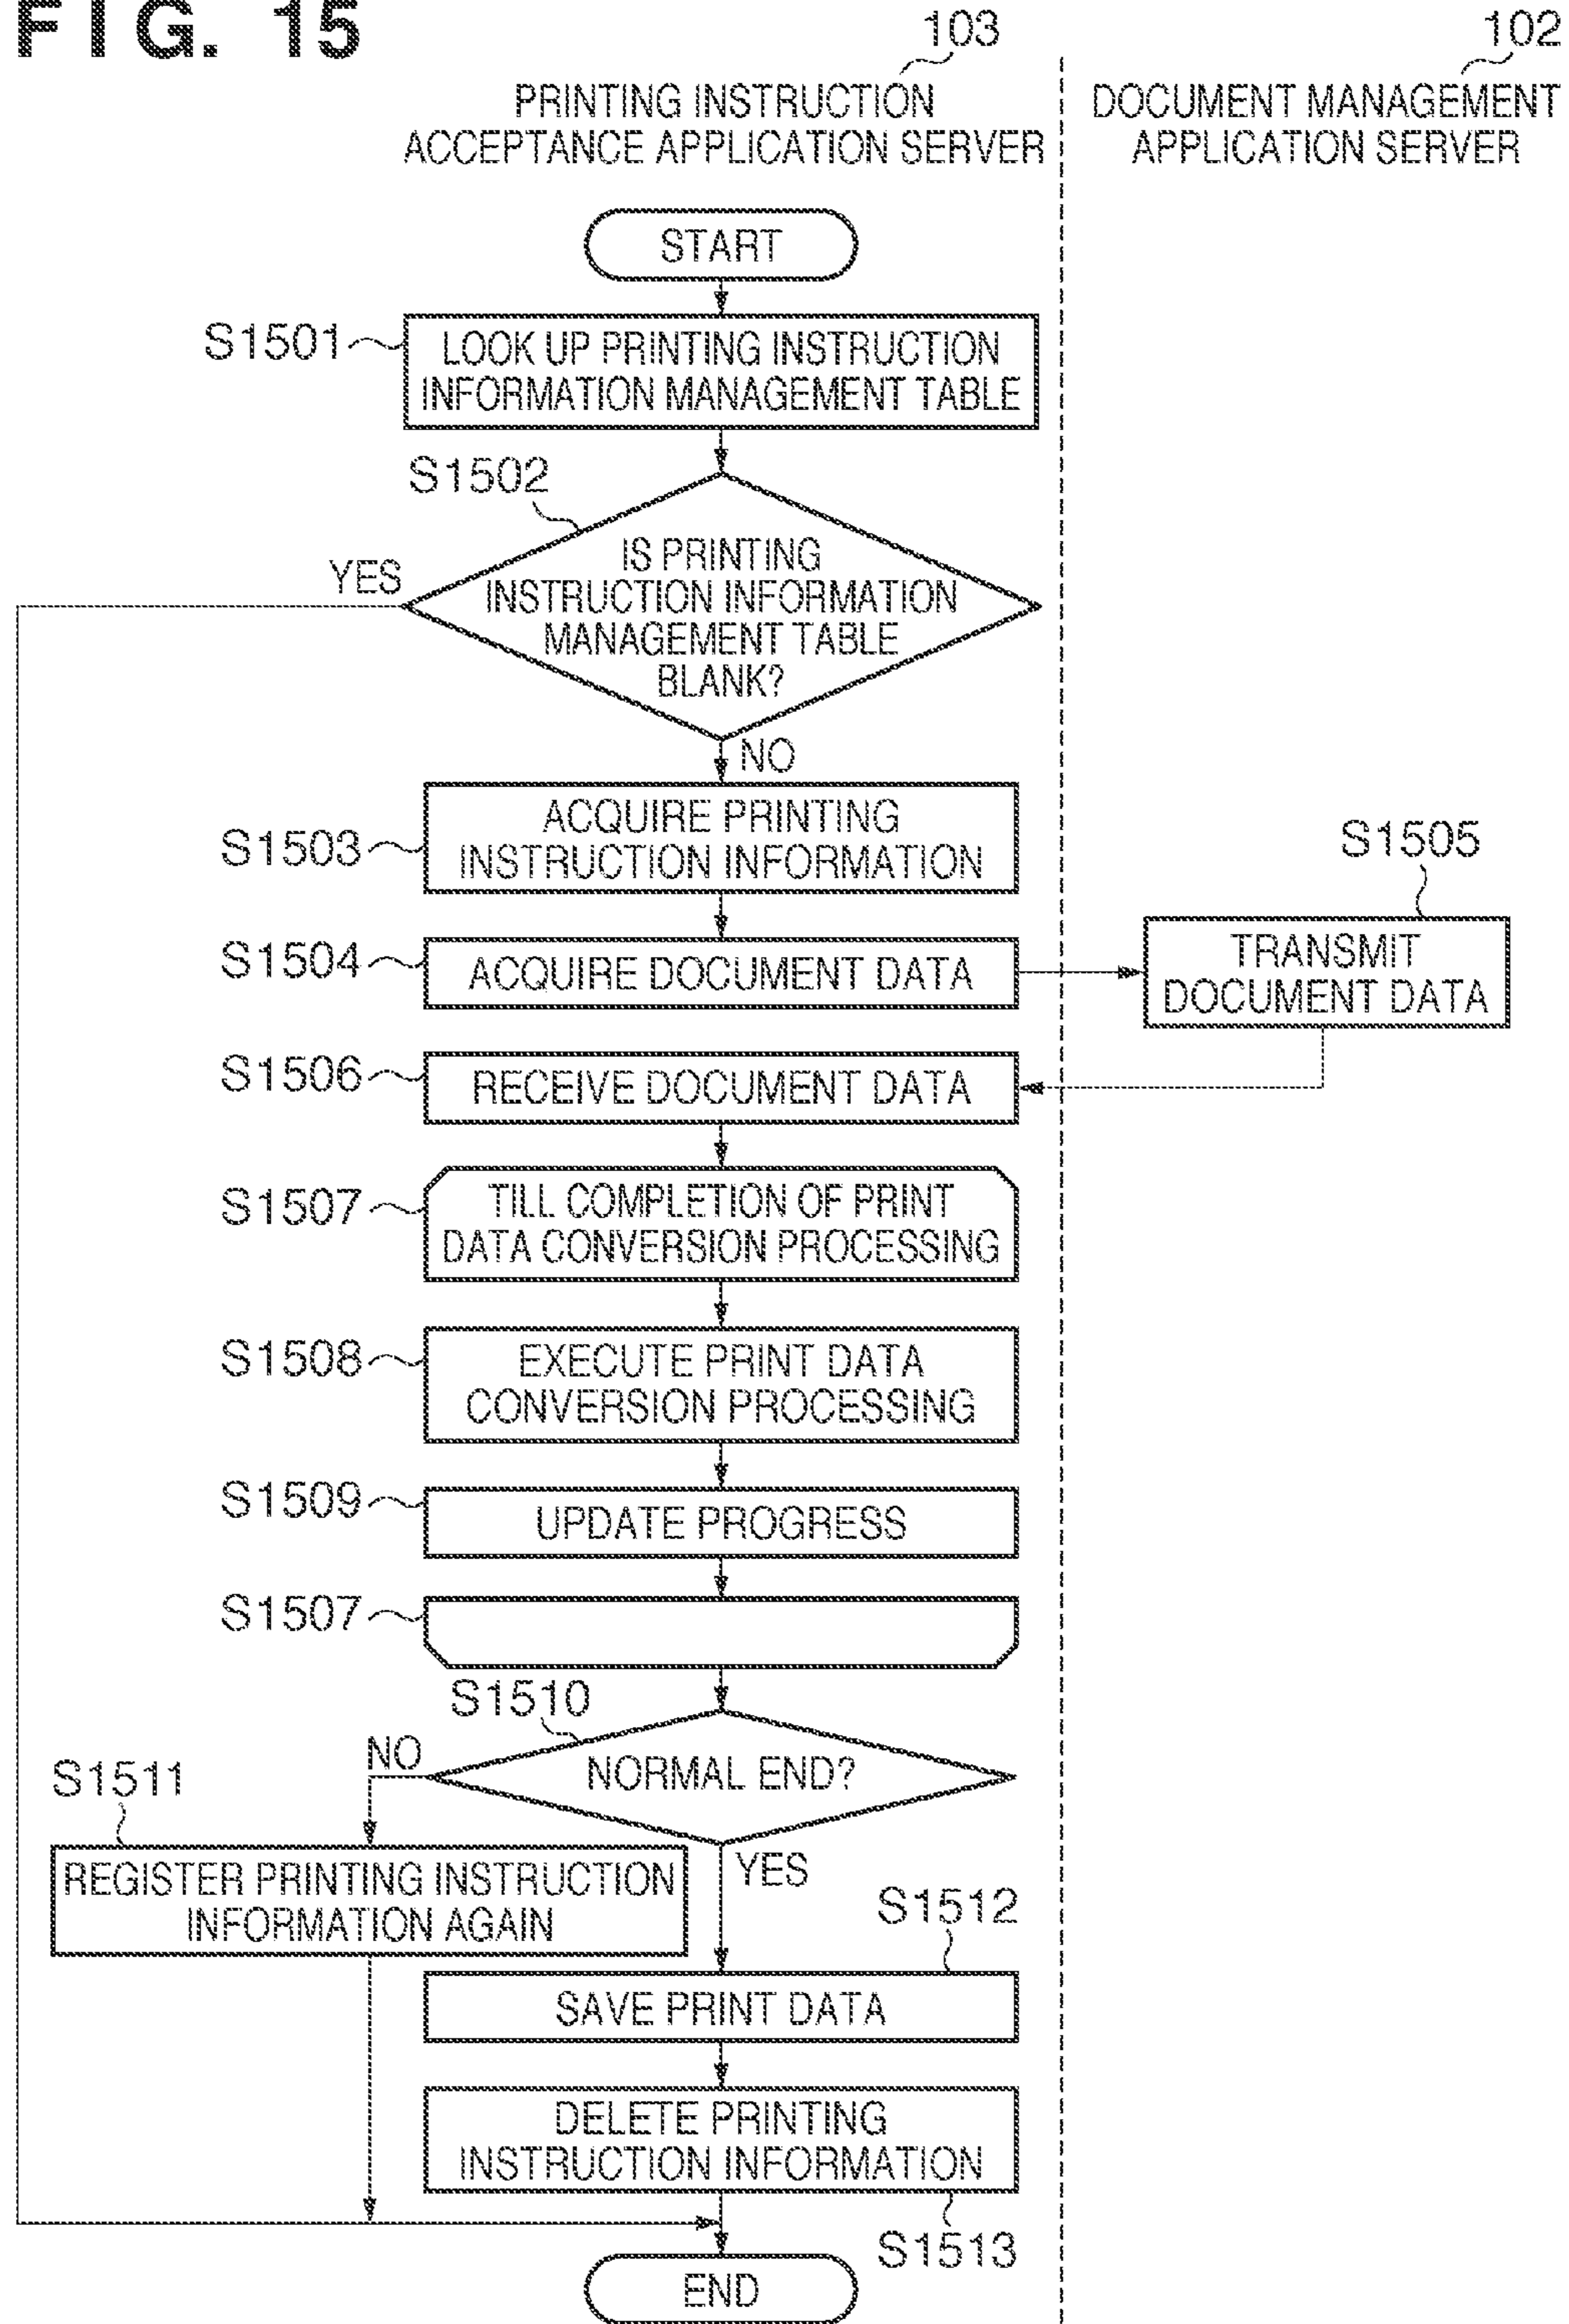 FIG. 15
103
102
PRINTING INSTRUCTION
ACCEPTANCE APPLICATION SERVER
DOCUMENT MANAGEMENT
APPLICATION SERVER
START
S1501
LOOK UP PRINTING INSTRUCTION
INFORMATION MANAGEMENT TABLE
S1502
IS PRINTING
INSTRUCTION INFORMATION
MANAGEMENT TABLE
BLANK?
YES
NO
S1503
ACQUIRE PRINTING
INSTRUCTION INFORMATION
S1504
ACQUIRE DOCUMENT DATA
S1505
TRANSMIT
DOCUMENT DATA
S1506
RECEIVE DOCUMENT DATA
S1507
TILL COMPLETION OF PRINT
DATA CONVERSION PROCESSING
S1508
EXECUTE PRINT DATA
CONVERSION PROCESSING
S1509
UPDATE PROGRESS
S1507
S1510
NORMAL END?
NO
YES
S1511
REGISTER PRINTING INSTRUCTION
INFORMATION AGAIN
S1512
SAVE PRINT DATA
DELETE PRINTING
INSTRUCTION INFORMATION
S1513
END